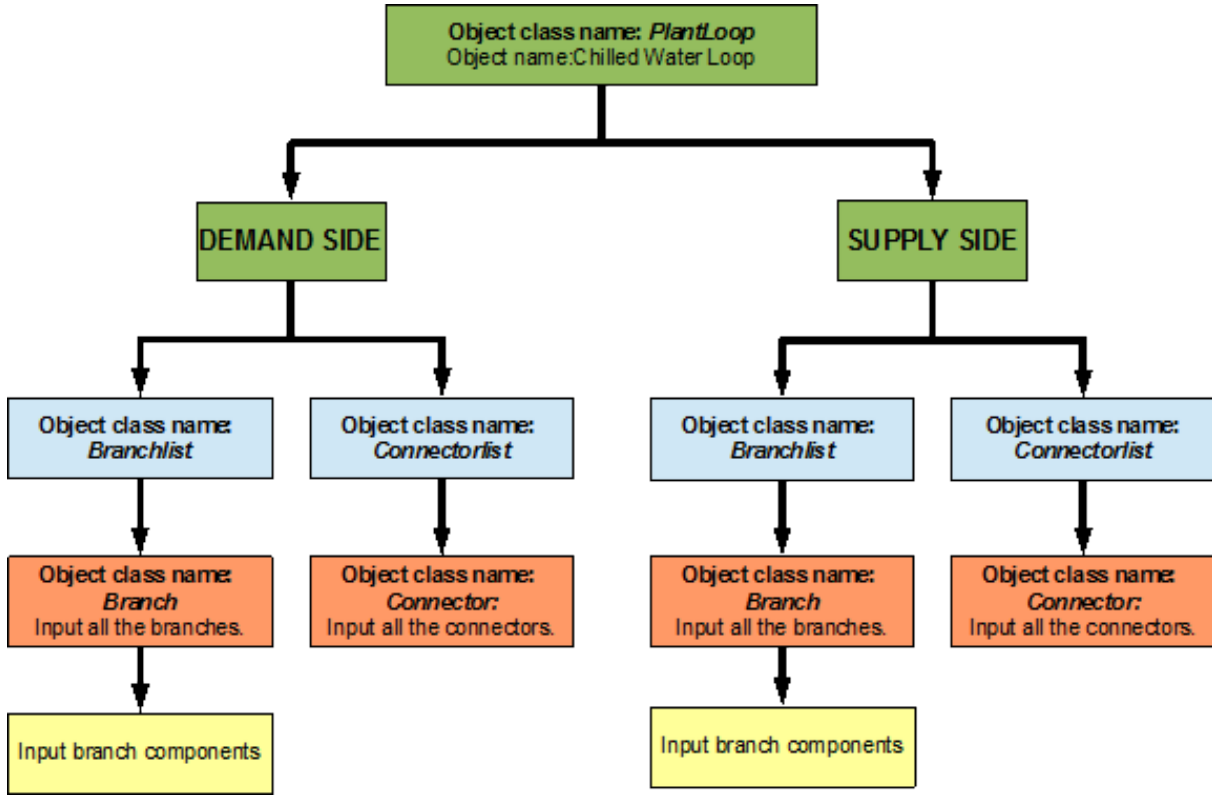 Object class name: PlantLoop
Object name:Chilled Water Loop
DEMAND SIDE
SUPPLY SIDE
Object class name:
Branchlist
Object class name:
Connectorlist
Object class name:
Branchlist
Object class name:
Connectorlist
Object class name:
Branch
Input all the branches.
Object class name:
Connector:
Input all the connectors.
Object class name:
Branch
Input all the branches.
Object class name:
Connector:
Input all the connectors.
Input branch components
Input branch components